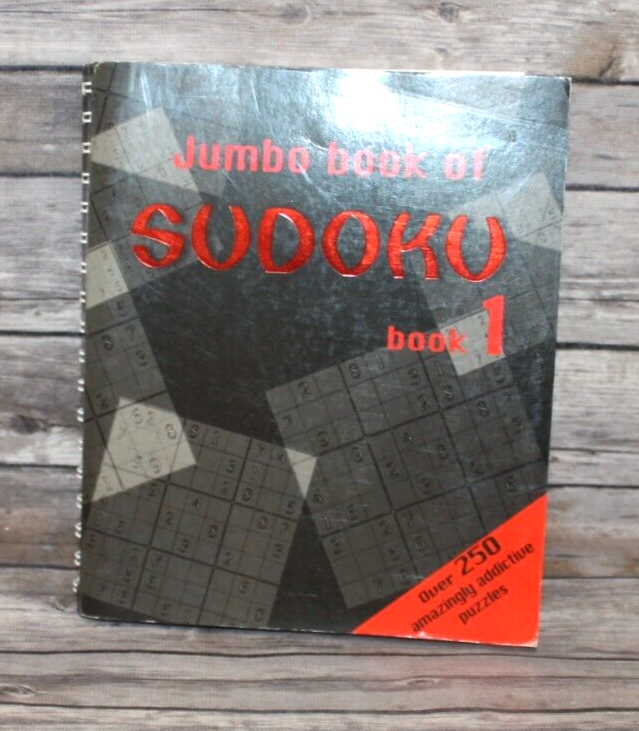 Jumbo book of
SUDOKU
book 1
Over 250
amazingly addictive
puzzles